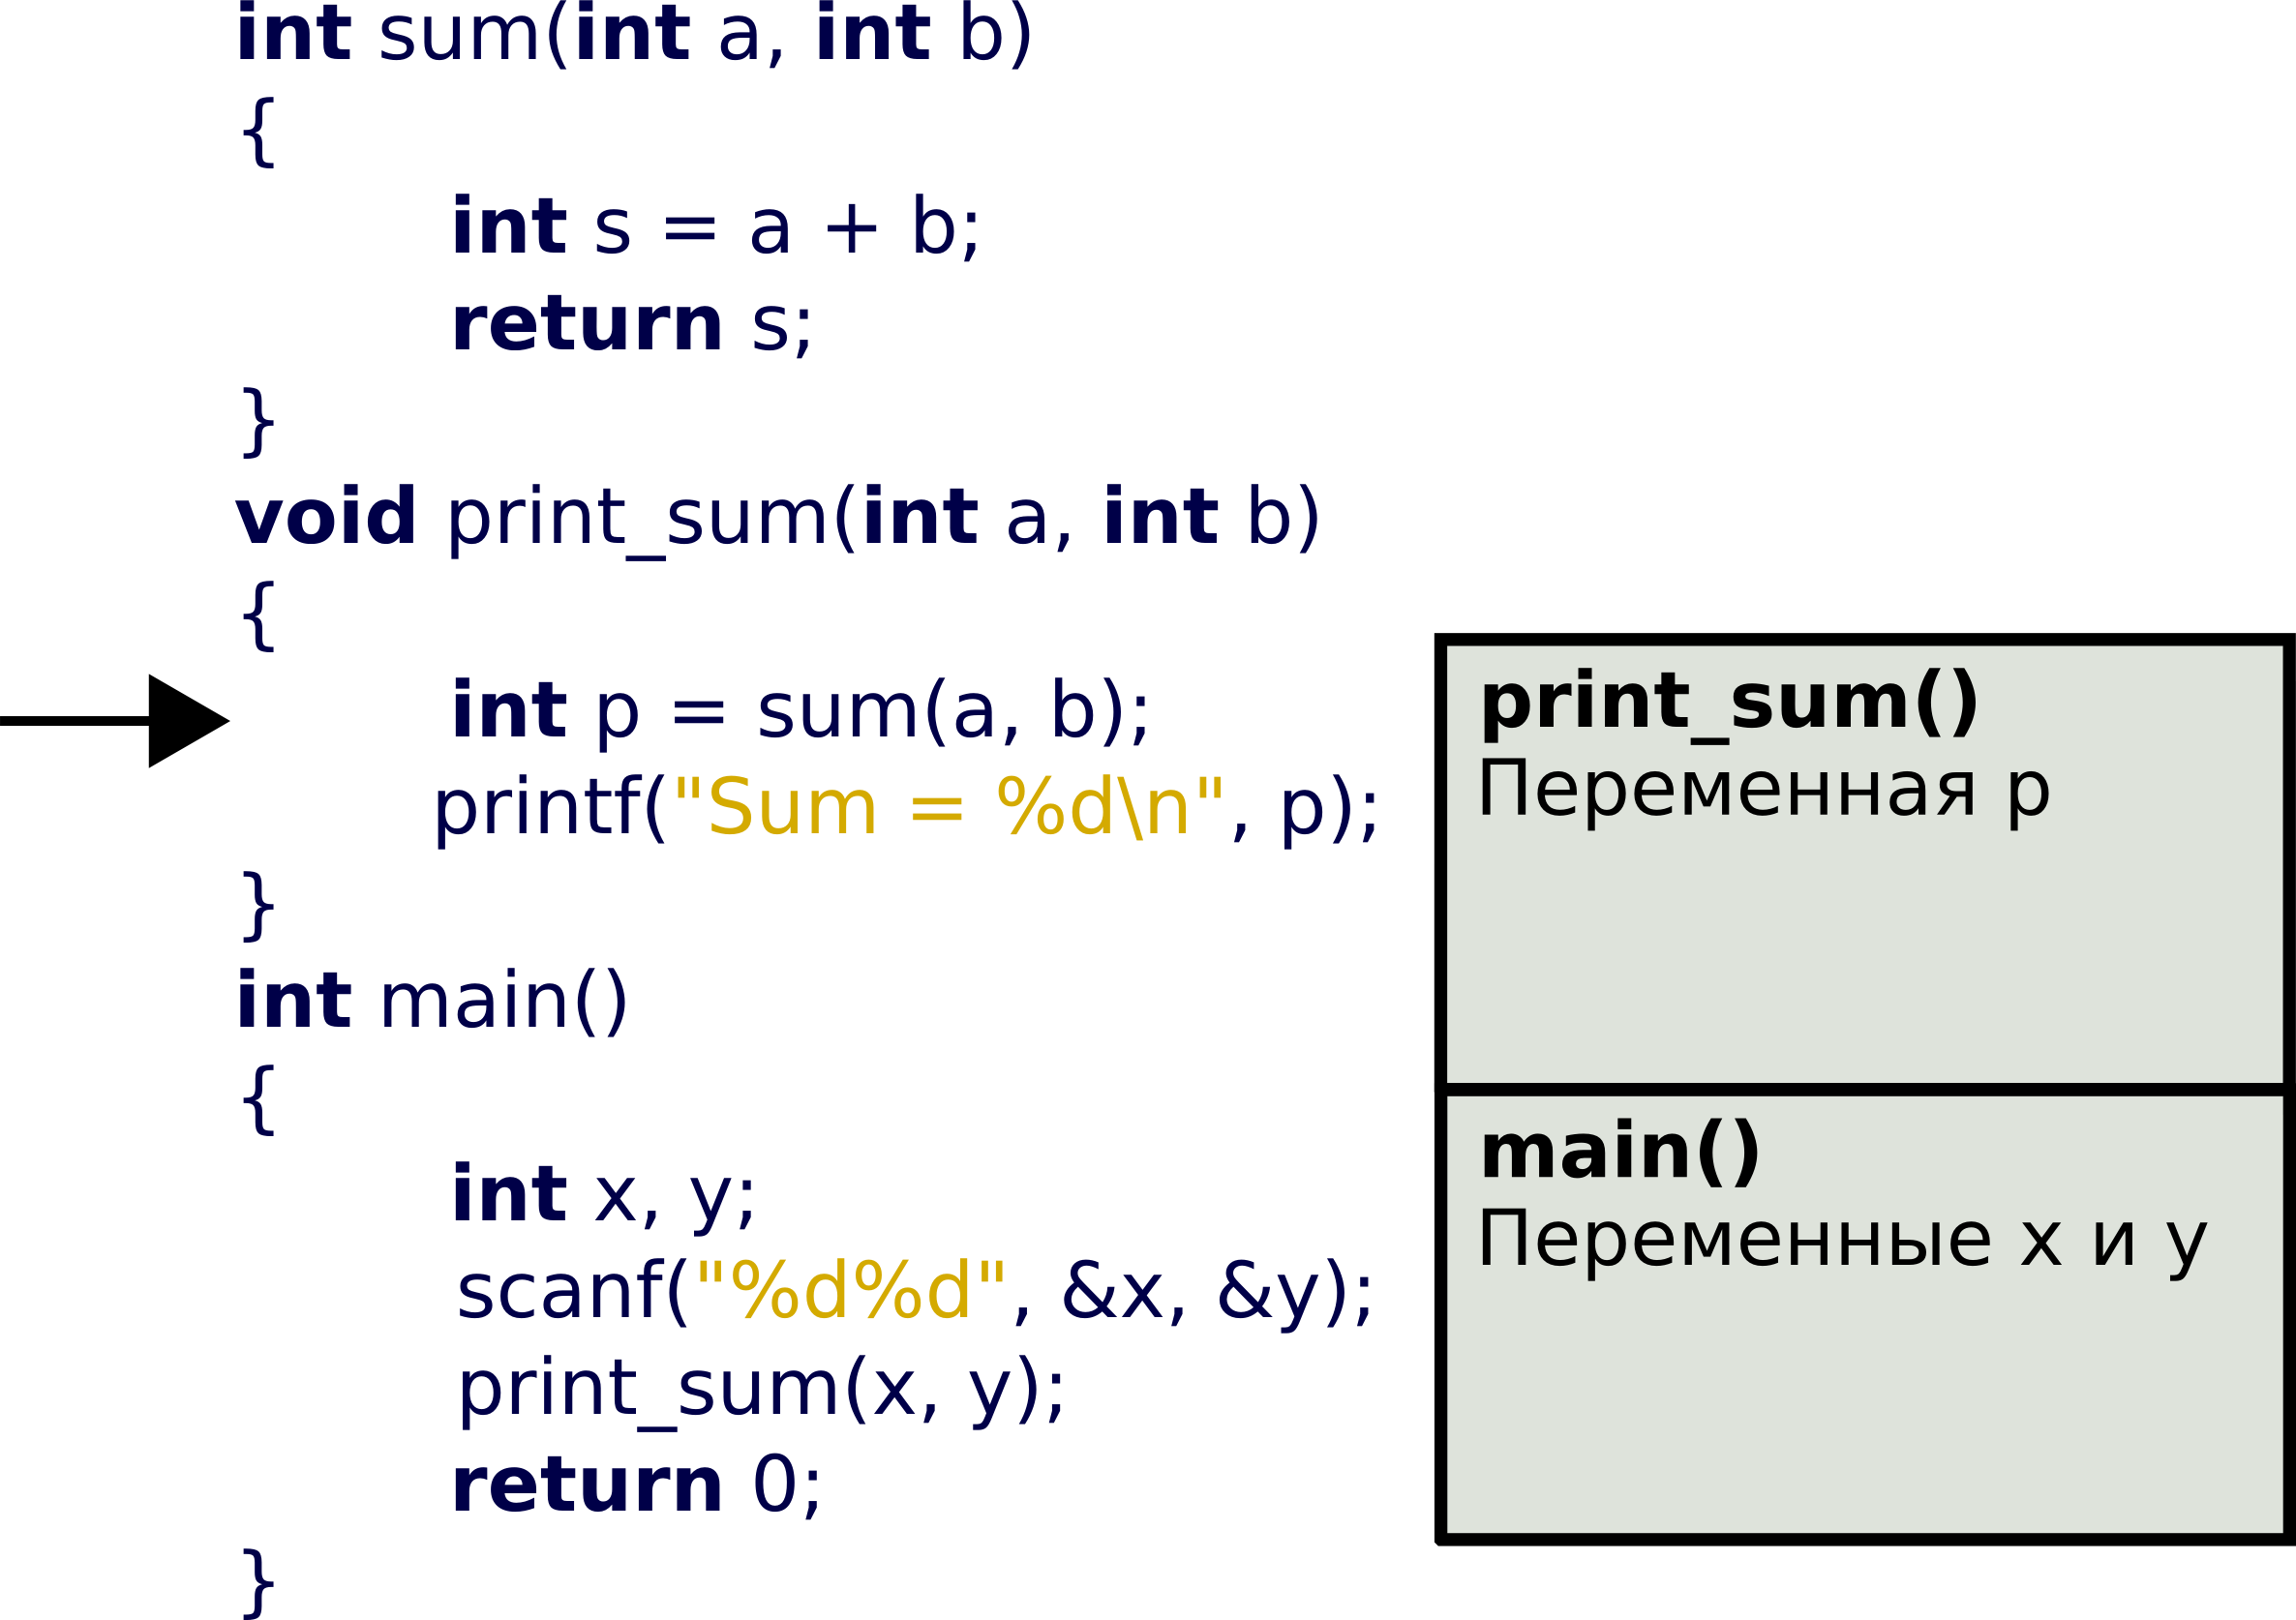 int sum(int a, int b)
{
int s = a + b;
return s;
}
void print_sum(int a, int b)
{
int p = sum(a, b);
printf("Sum = %d\n", p);
}
int main()
{
int x, y;
scanf("%d%d", &x, &y);
print_sum(x, y);
return 0;
}
print_sum()
Переменная p
main()
Переменные x и y